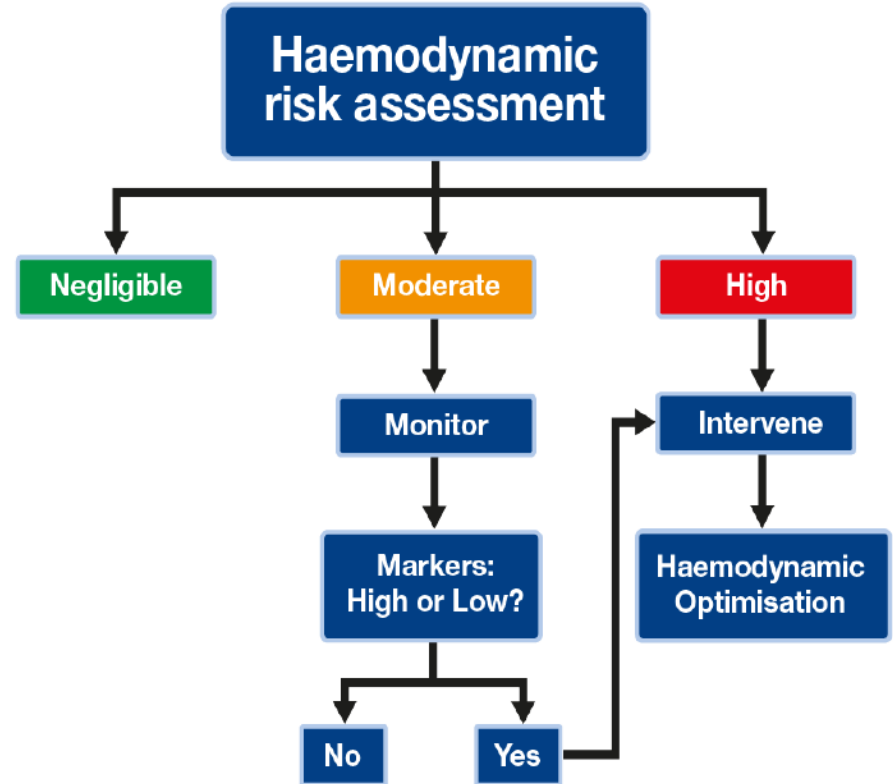 Haemodynamic
risk assessment
Negligible
Moderate
High
Monitor
Intervene
Markers:
High or Low?
Haemodynamic
Optimisation
No
Yes